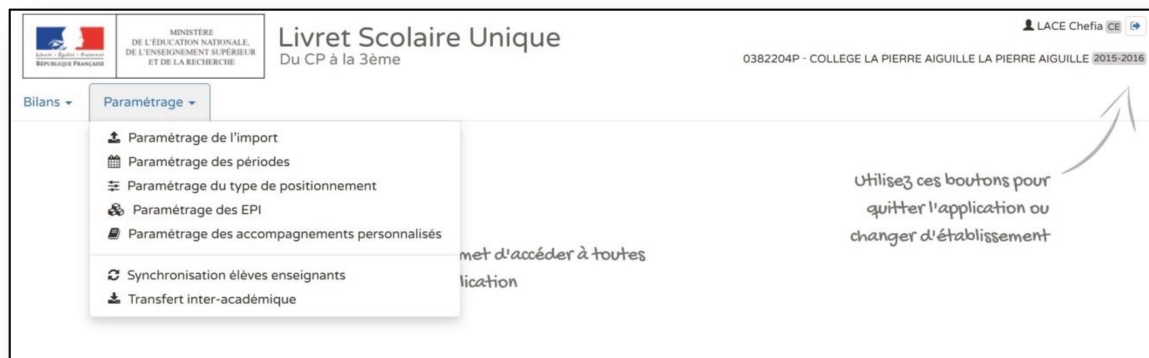 MINISTÈRE
DE L'ÉDUCATION NATIONALE,
DE L'ENSEIGNEMENT SUPÉRIEUR
ET DE LA RECHERCHE
Liberté • Égalité • Fraternité
RÉPUBLIQUE FRANÇAISE
Livret Scolaire Unique
Du CP à la 3ème
LACE Chefia CE
0382204P - COLLEGE LA PIERRE AIGUILLE LA PIERRE AIGUILLE 2015-2016
Bilans
Paramétrage
Paramétrage de l'import
Paramétrage des périodes
Paramétrage du type de positionnement
Paramétrage des EPI
Paramétrage des accompagnements personnalisés
Synchronisation élèves enseignants
Transfert inter-académique
met d'accéder à toutes
lication
Utilisez ces boutons pour
quitter l'application ou
changer d'établissement